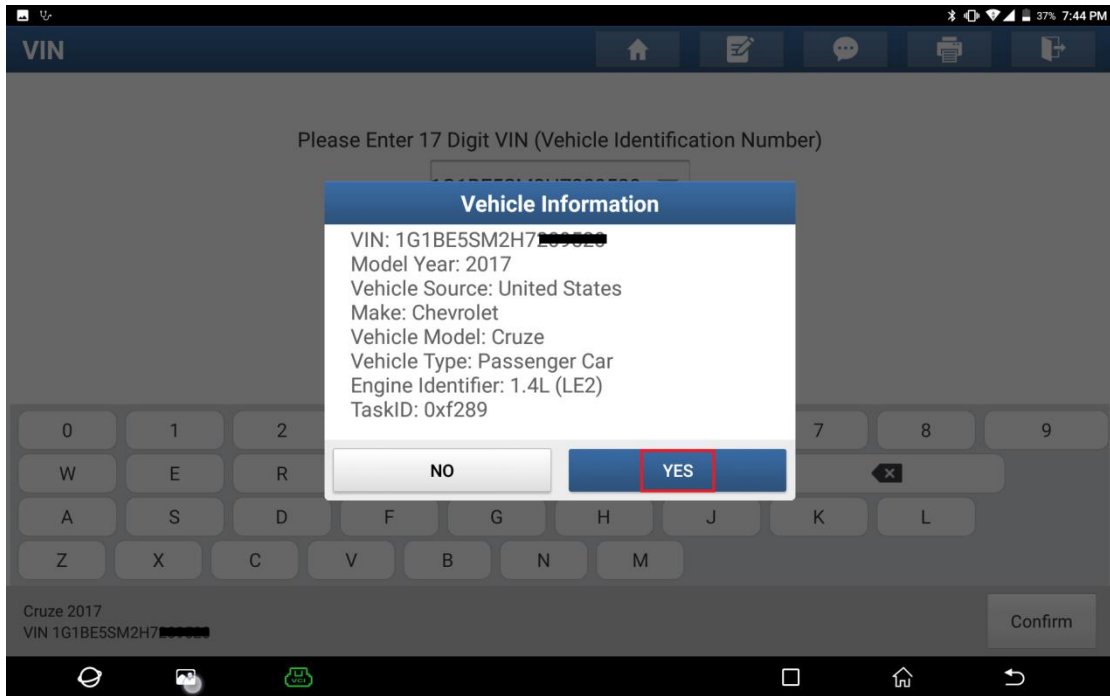 37% 7:44 PM
VIN
Please Enter 17 Digit VIN (Vehicle Identification Number)
Vehicle Information
VIN: 1G1BE5SM2H7
Model Year: 2017
Vehicle Source: United States
Make: Chevrolet
Vehicle Model: Cruze
Vehicle Type: Passenger Car
Engine Identifier: 1.4L (LE2)
TaskID: 0xf289
NO YES
0 1 2 7 8 9
W E R
A S D F G H J K L
Z X C V B N M
Cruze 2017
VIN 1G1BE5SM2H7
Confirm
VCI